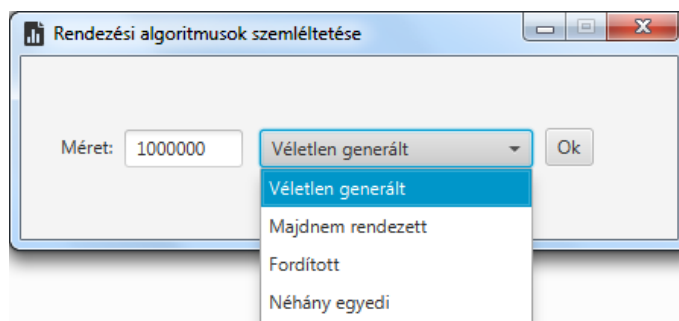 Rendezési algoritmusok szemléltetése
Méret: 1000000 Véletlen generált Ok
Véletlen generált
Majdnem rendezett
Fordított
Néhány egyedi